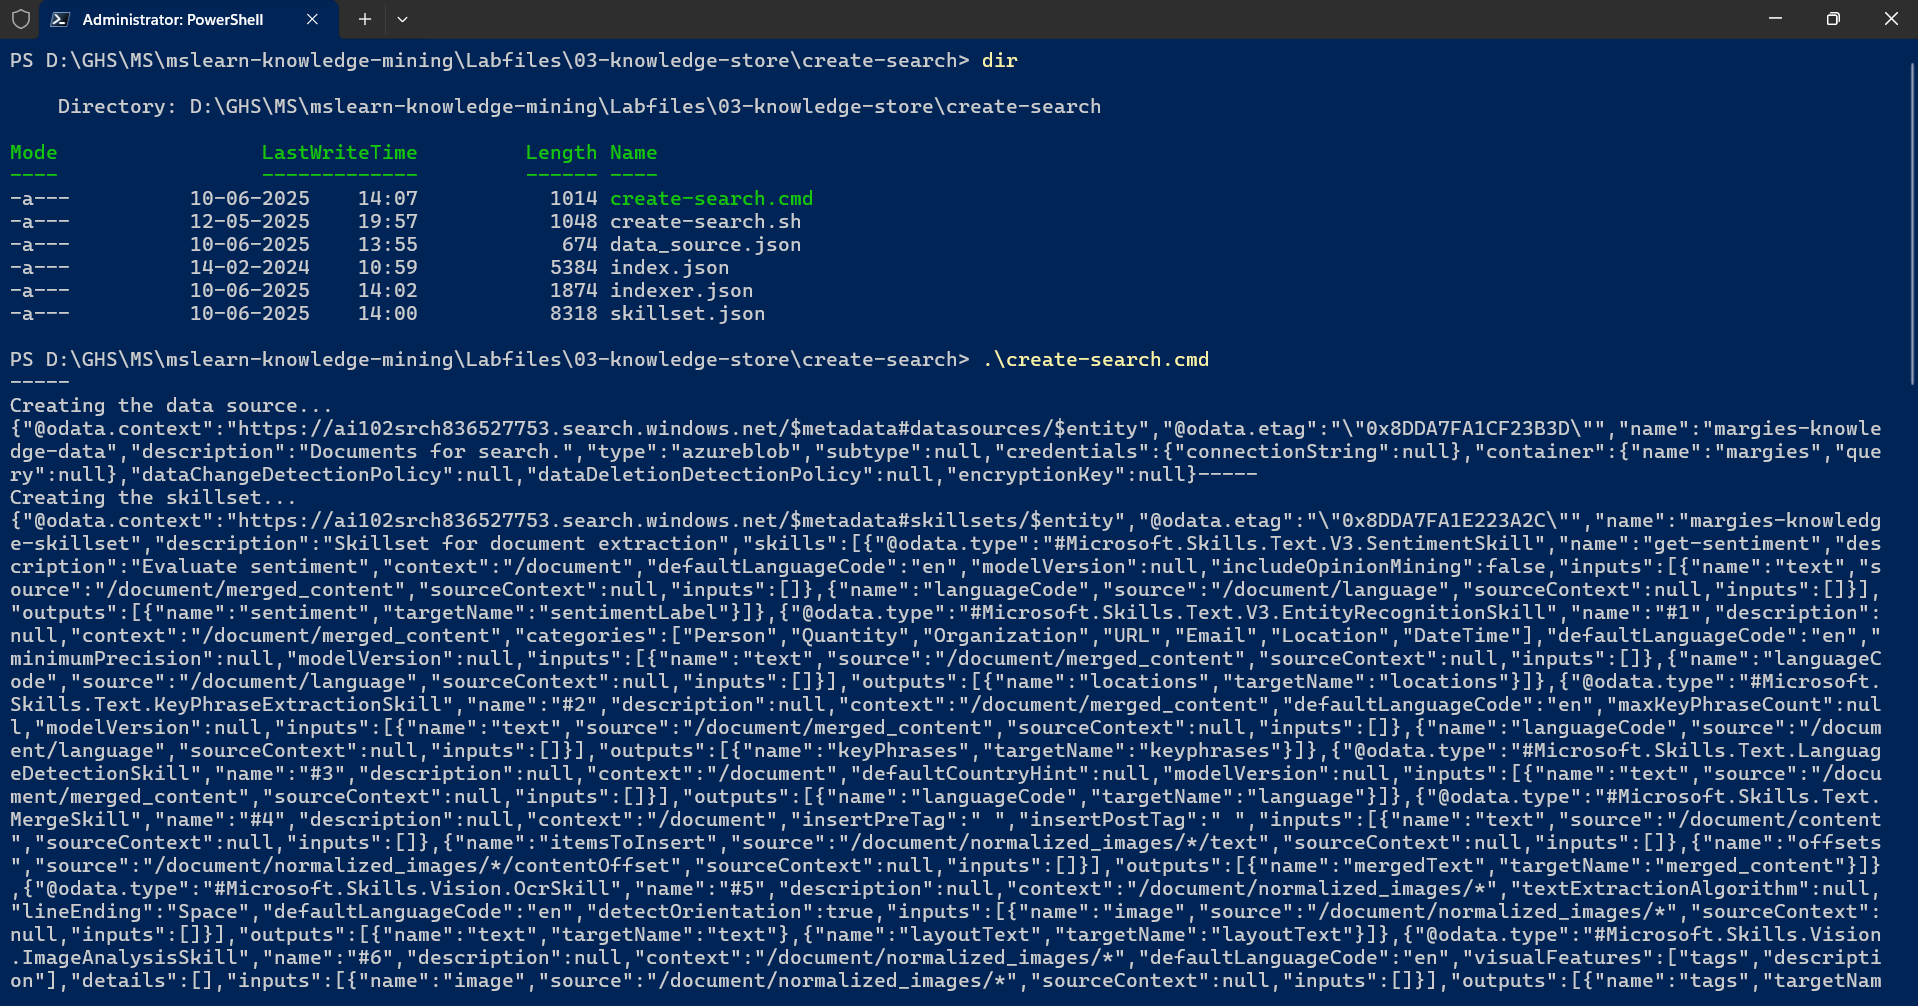 Administrator: PowerShell
PS D:\GHS\MS\mslearn-knowledge-mining\Labfiles\03-knowledge-store\create-search> dir
Directory: D:\GHS\MS\mslearn-knowledge-mining\Labfiles\03-knowledge-store\create-search
Mode                 LastWriteTime         Length Name
----                 -------------         ------ ----
-a---          10-06-2025    14:07           1014 create-search.cmd
-a---          12-05-2025    19:57           1048 create-search.sh
-a---          10-06-2025    13:55            674 data_source.json
-a---          14-02-2024    10:59           5384 index.json
-a---          10-06-2025    14:02           1874 indexer.json
-a---          10-06-2025    14:00           8318 skillset.json
PS D:\GHS\MS\mslearn-knowledge-mining\Labfiles\03-knowledge-store\create-search> .\create-search.cmd
-----
Creating the data source...
{"@odata.context":"https://ai102srch836527753.search.windows.net/$metadata#datasources/$entity","@odata.etag":"\"0x8DDA7FA1CF23B3D\"","name":"margies-knowle
dge-data","description":"Documents for search.","type":"azureblob","subtype":null,"credentials":{"connectionString":null},"container":{"name":"margies","que
ry":null},"dataChangeDetectionPolicy":null,"dataDeletionDetectionPolicy":null,"encryptionKey":null}-----
Creating the skillset...
{"@odata.context":"https://ai102srch836527753.search.windows.net/$metadata#skillsets/$entity","@odata.etag":"\"0x8DDA7FA1E223A2C\"","name":"margies-knowledg
e-skillset","description":"Skillset for document extraction","skills":[{"@odata.type":"#Microsoft.Skills.Text.V3.SentimentSkill","name":"get-sentiment","des
cription":"Evaluate sentiment","context":"/document","defaultLanguageCode":"en","modelVersion":null,"includeOpinionMining":false,"inputs":[{"name":"text","s
ource":"/document/merged_content","sourceContext":null,"inputs":[]},{"name":"languageCode","source":"/document/language","sourceContext":null,"inputs":[]}],
"outputs":[{"name":"sentiment","targetName":"sentimentLabel"}]},{"@odata.type":"#Microsoft.Skills.Text.V3.EntityRecognitionSkill","name":"#1","description":
null,"context":"/document/merged_content","categories":["Person","Quantity","Organization","URL","Email","Location","DateTime"],"defaultLanguageCode":"en","
minimumPrecision":null,"modelVersion":null,"inputs":[{"name":"text","source":"/document/merged_content","sourceContext":null,"inputs":[]},{"name":"languageC
ode","source":"/document/language","sourceContext":null,"inputs":[]}],"outputs":[{"name":"locations","targetName":"locations"}]},{"@odata.type":"#Microsoft.
Skills.Text.KeyPhraseExtractionSkill","name":"#2","description":null,"context":"/document/merged_content","defaultLanguageCode":"en","maxKeyPhraseCount":nul
l,"modelVersion":null,"inputs":[{"name":"text","source":"/document/merged_content","sourceContext":null,"inputs":[]},{"name":"languageCode","source":"/docum
ent/language","sourceContext":null,"inputs":[]}],"outputs":[{"name":"keyPhrases","targetName":"keyphrases"}]},{"@odata.type":"#Microsoft.Skills.Text.Languag
eDetectionSkill","name":"#3","description":null,"context":"/document","defaultCountryHint":null,"modelVersion":null,"inputs":[{"name":"text","source":"/docu
ment/merged_content","sourceContext":null,"inputs":[]}],"outputs":[{"name":"languageCode","targetName":"language"}]},{"@odata.type":"#Microsoft.Skills.Text.
MergeSkill","name":"#4","description":null,"context":"/document","insertPreTag":" ","insertPostTag":" ","inputs":[{"name":"text","source":"/document/content
","sourceContext":null,"inputs":[]},{"name":"itemsToInsert","source":"/document/normalized_images/*/text","sourceContext":null,"inputs":[]},{"name":"offsets
","source":"/document/normalized_images/*/contentOffset","sourceContext":null,"inputs":[]}],"outputs":[{"name":"mergedText","targetName":"merged_content"}]}
,{"@odata.type":"#Microsoft.Skills.Vision.OcrSkill","name":"#5","description":null,"context":"/document/normalized_images/*","textExtractionAlgorithm":null,
"lineEnding":"Space","defaultLanguageCode":"en","detectOrientation":true,"inputs":[{"name":"image","source":"/document/normalized_images/*","sourceContext":
null,"inputs":[]}],"outputs":[{"name":"text","targetName":"text"},{"name":"layoutText","targetName":"layoutText"}]},{"@odata.type":"#Microsoft.Skills.Vision
.ImageAnalysisSkill","name":"#6","description":null,"context":"/document/normalized_images/*","defaultLanguageCode":"en","visualFeatures":["tags","descripti
on"],"details":[],"inputs":[{"name":"image","source":"/document/normalized_images/*","sourceContext":null,"inputs":[]}],"outputs":[{"name":"tags","targetNam